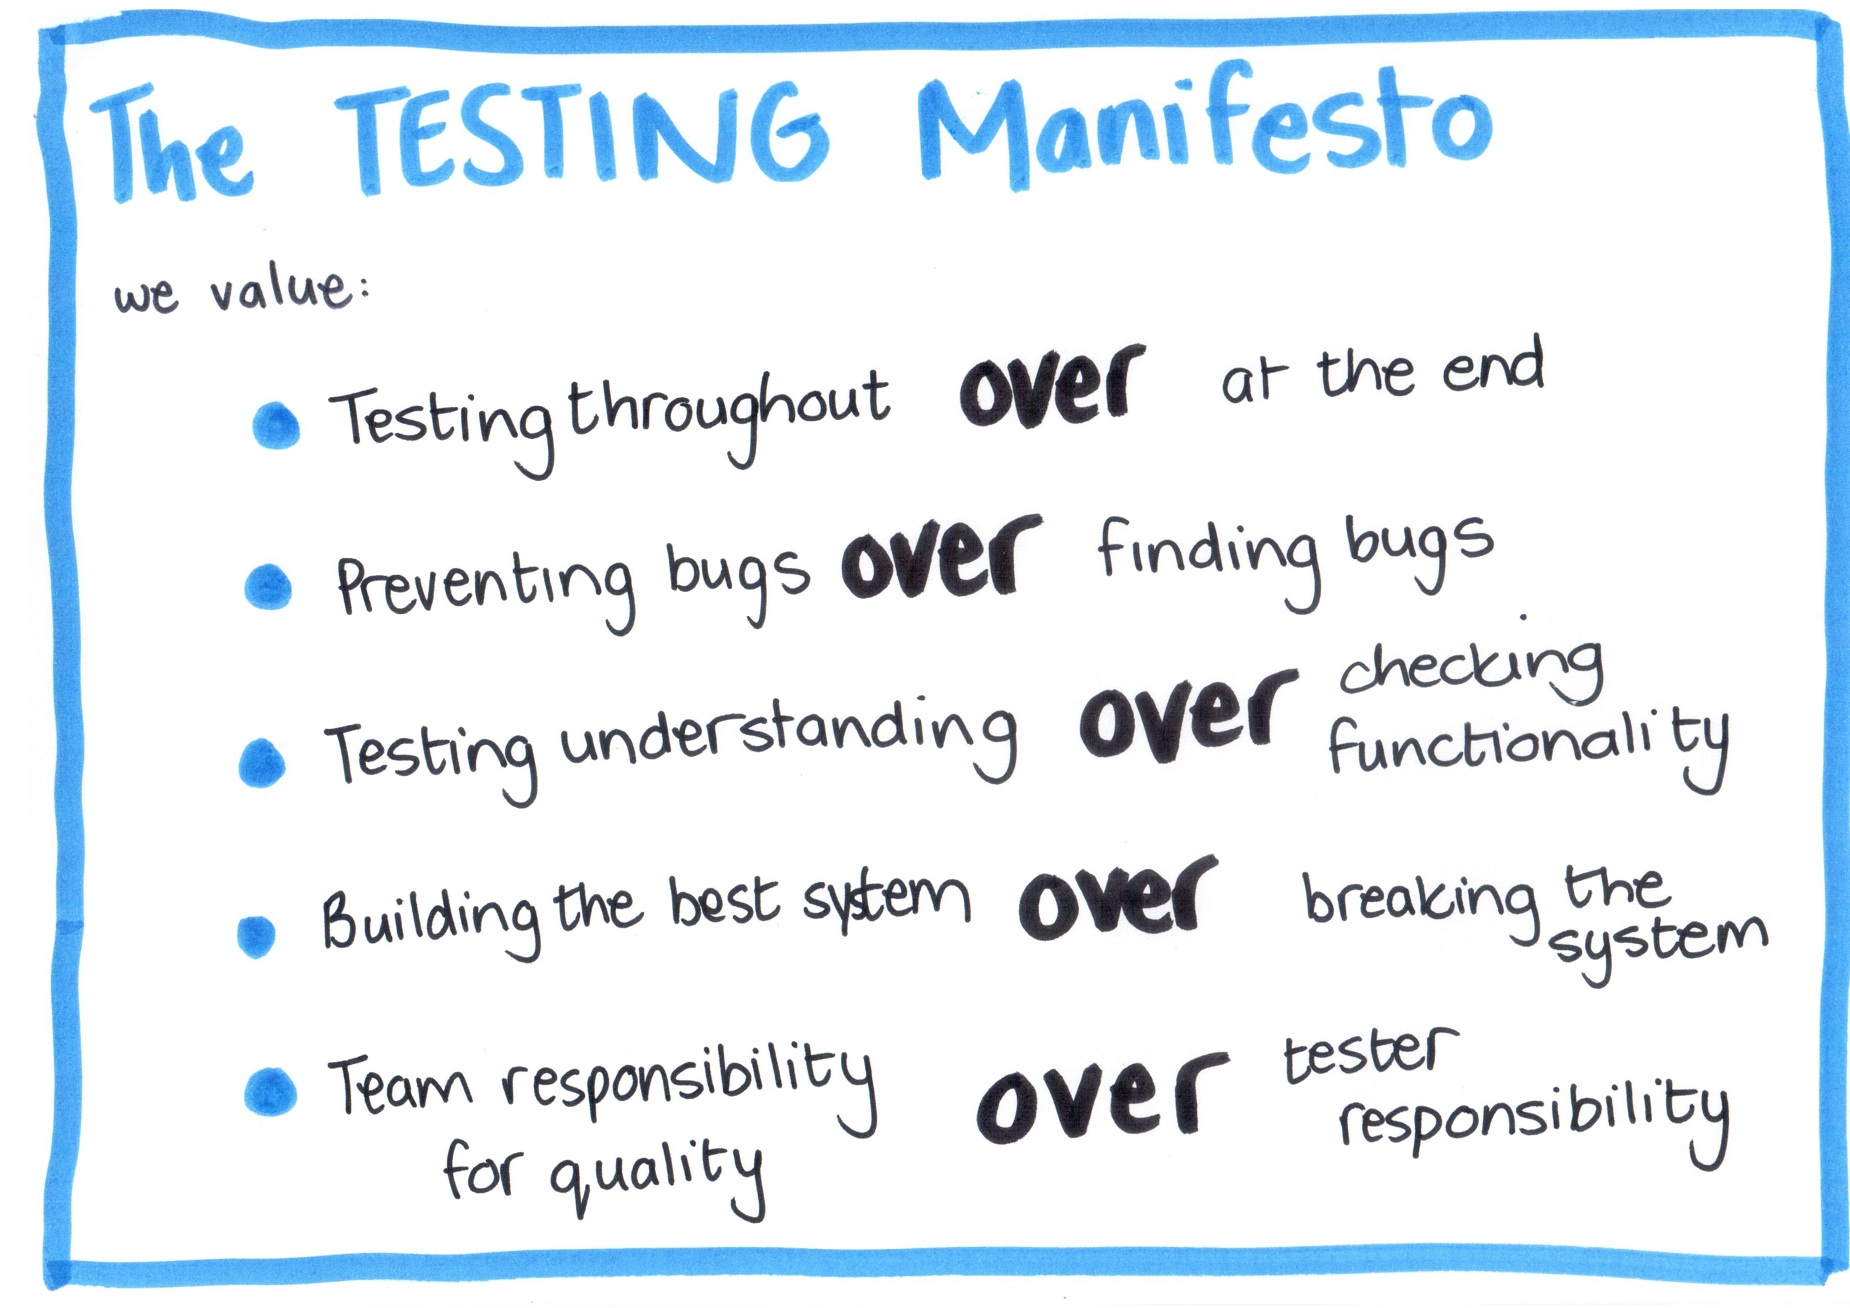 The TESTING Manifesto
we value:
Testing throughout over at the end
Preventing bugs over finding bugs
Testing understanding over checking
functionality
Building the best system over breaking the
system
Team responsibility over tester
for quality responsibility